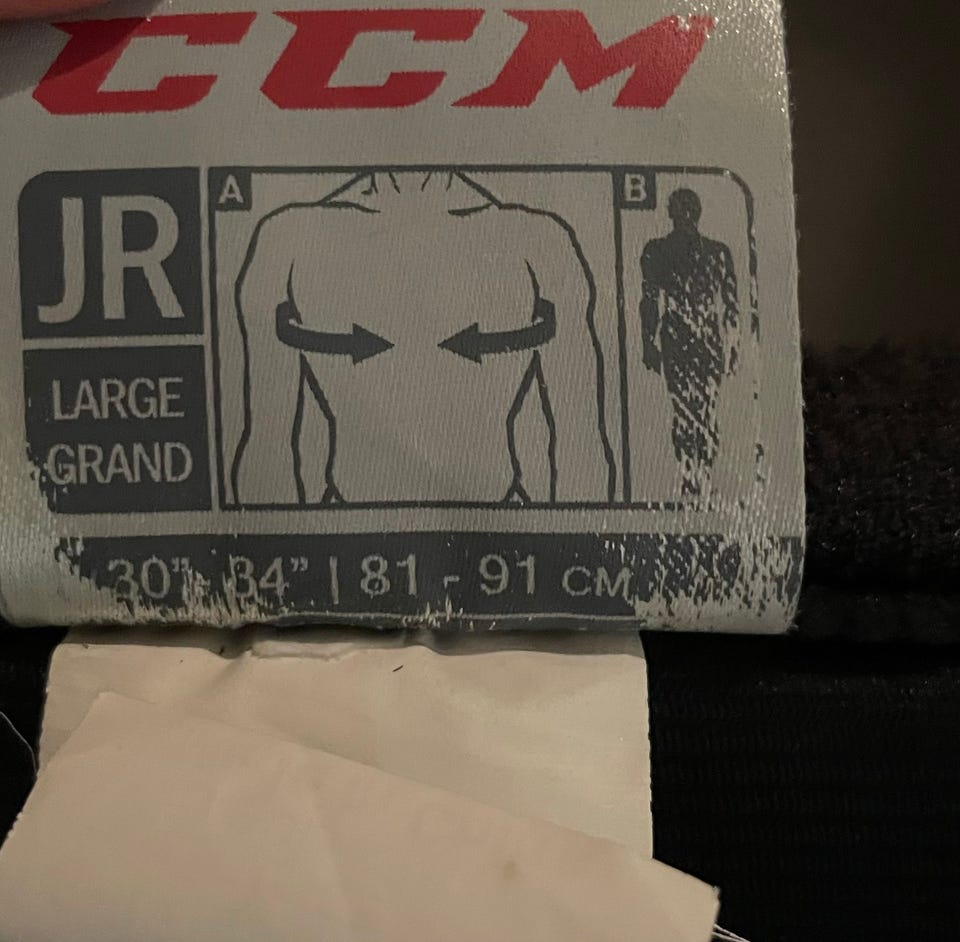 CCM
JR
A
B
LARGE
GRAND
30" - 34" | 81 - 91 CM